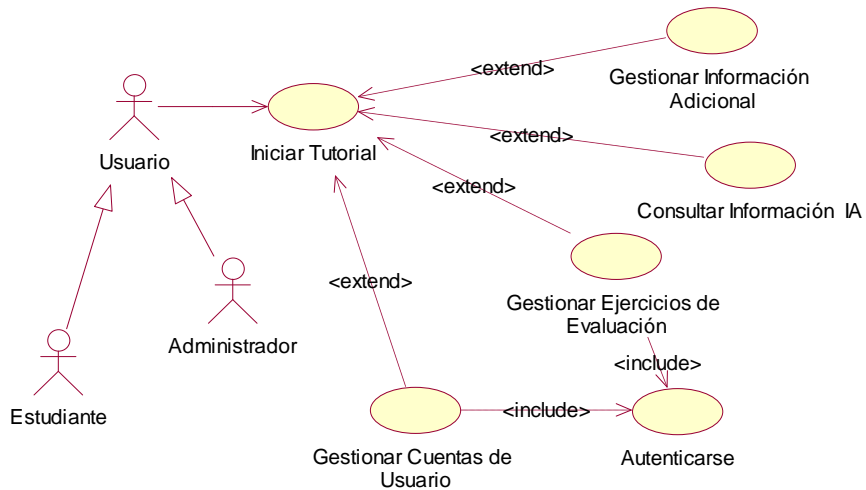 <extend>
Gestionar Información
Adicional
Usuario
Iniciar Tutorial
<extend>
Consultar Información IA
<extend>
<extend>
Gestionar Ejercicios de
Evaluación
Administrador
<include>
Estudiante
<include>
Gestionar Cuentas de
Usuario
Autenticarse